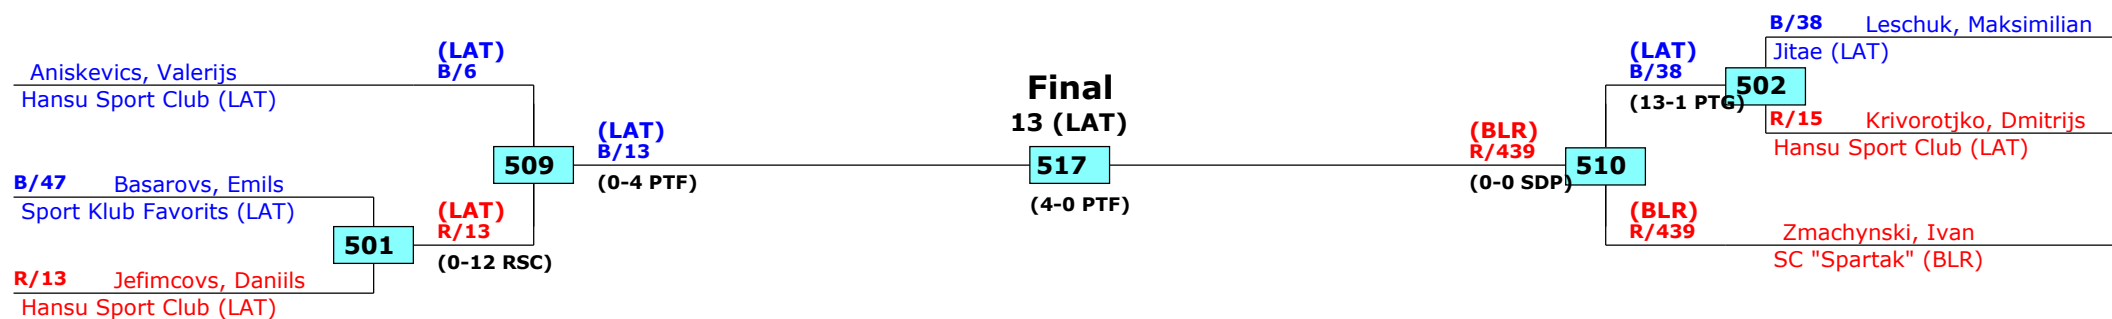 (LAT)
B/6
Aniskevics, Valerijs
Hansu Sport Club (LAT)
B/47 Basarovs, Emils
Sport Klub Favorits (LAT)
501
(LAT)
R/13
(0-12 RSC)
R/13 Jefimcovs, Daniils
Hansu Sport Club (LAT)
509
(LAT)
B/13
(0-4 PTF)
Final
13 (LAT)
517
(4-0 PTF)
(BLR)
R/439
(0-0 SDP)
510
(LAT)
B/38
(13-1 PTG)
502
B/38 Leschuk, Maksimilian
Jitae (LAT)
R/15 Krivorotjko, Dmitrijs
Hansu Sport Club (LAT)
(BLR)
R/439
Zmachynski, Ivan
SC "Spartak" (BLR)